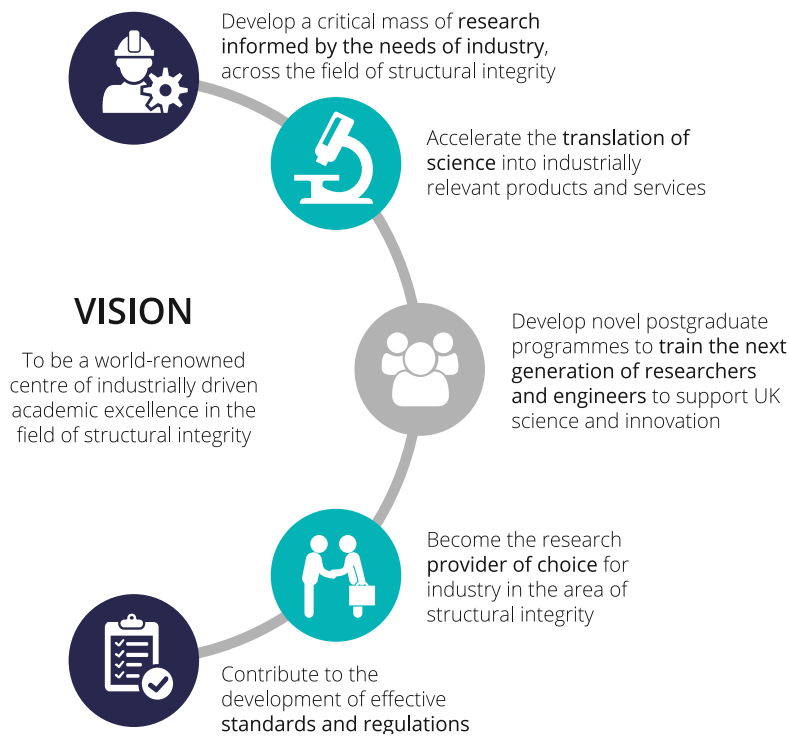 Develop a critical mass of research
informed by the needs of industry,
across the field of structural integrity
Accelerate the translation of
science into industrially
relevant products and services
VISION
To be a world-renowned
centre of industrially driven
academic excellence in the
field of structural integrity
Develop novel postgraduate
programmes to train the next
generation of researchers
and engineers to support UK
science and innovation
Become the research
provider of choice for
industry in the area of
structural integrity
Contribute to the
development of effective
standards and regulations